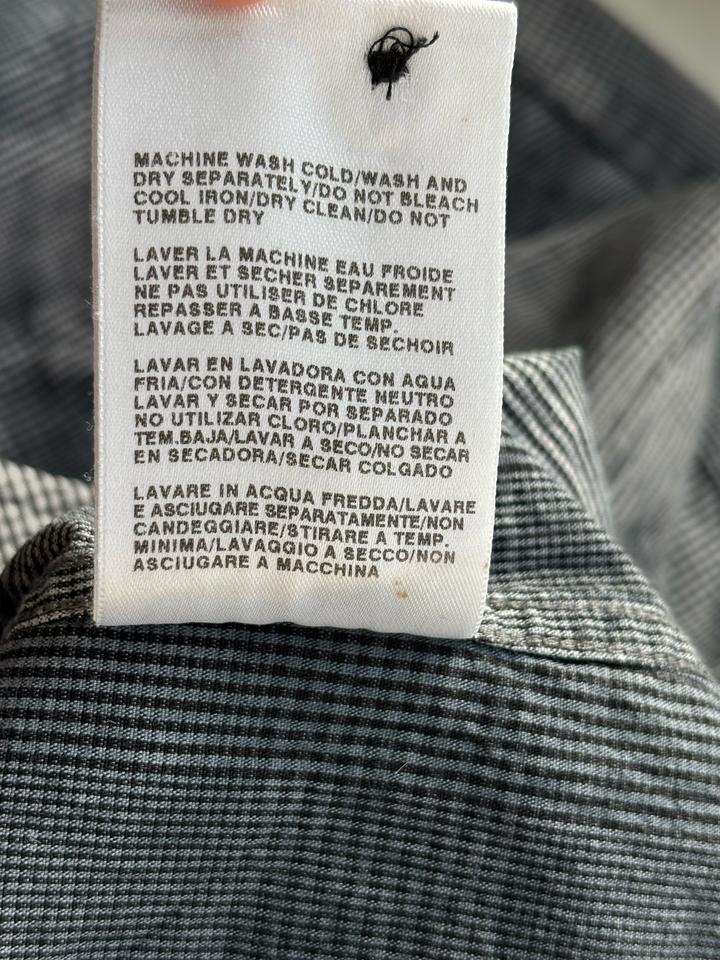 MACHINE WASH COLD/WASH AND
DRY SEPARATELY/DO NOT BLEACH
COOL IRON/DRY CLEAN/DO NOT
TUMBLE DRY
LAVER LA MACHINE EAU FROIDE
LAVER ET SECHER SEPAREMENT
NE PAS UTILISER DE CHLORE
REPASSER A BASSE TEMP.
LAVAGE A SEC/PAS DE SECHOIR
LAVAR EN LAVADORA CON AGUA
FRIA/CON DETERGENTE NEUTRO
LAVAR Y SECAR POR SEPARADO
NO UTILIZAR CLORO/PLANCHAR A
TEM.BAJA/LAVAR A SECO/NO SECAR
EN SECADORA/SECAR COLGADO
LAVARE IN ACQUA FREDDA/LAVARE
E ASCIUGARE SEPARATAMENTE/NON
CANDEGGIARE/STIRARE A TEMP.
MINIMA/LAVAGGIO A SECCO/NON
ASCIUGARE A MACCHINA